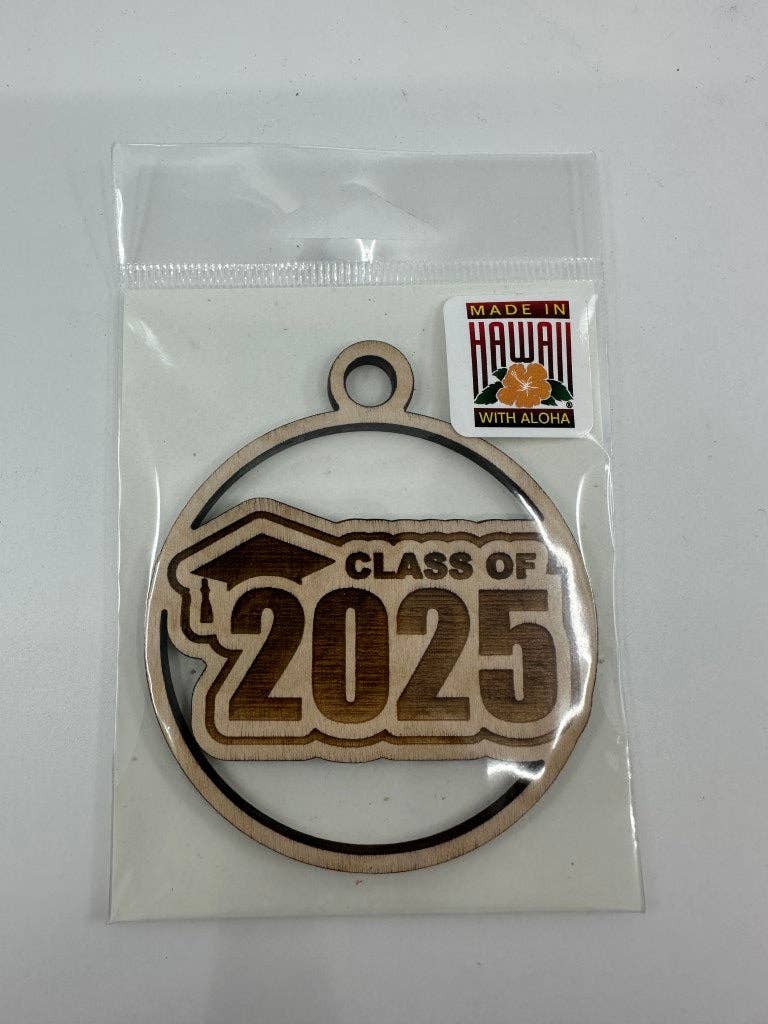 MADE IN
HAWAII
WITH ALOHA
CLASS OF
2025